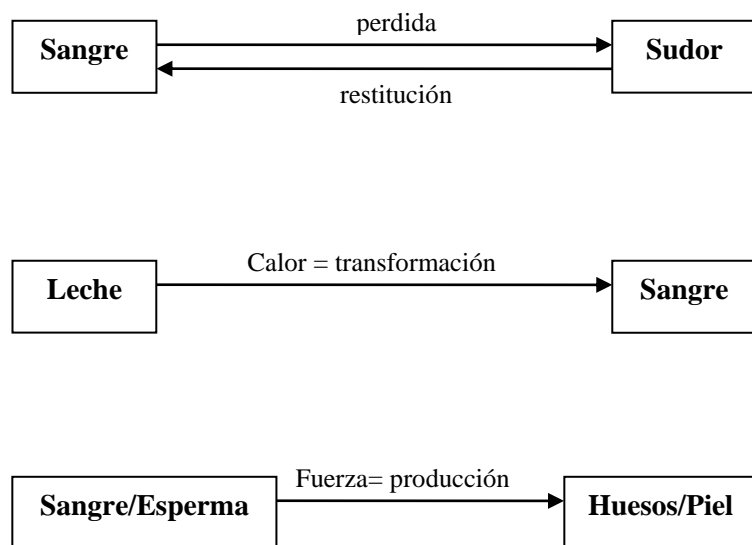 perdida
Sangre
Sudor
restitución
Calor = transformación
Leche
Sangre
Fuerza= producción
Sangre/Esperma
Huesos/Piel